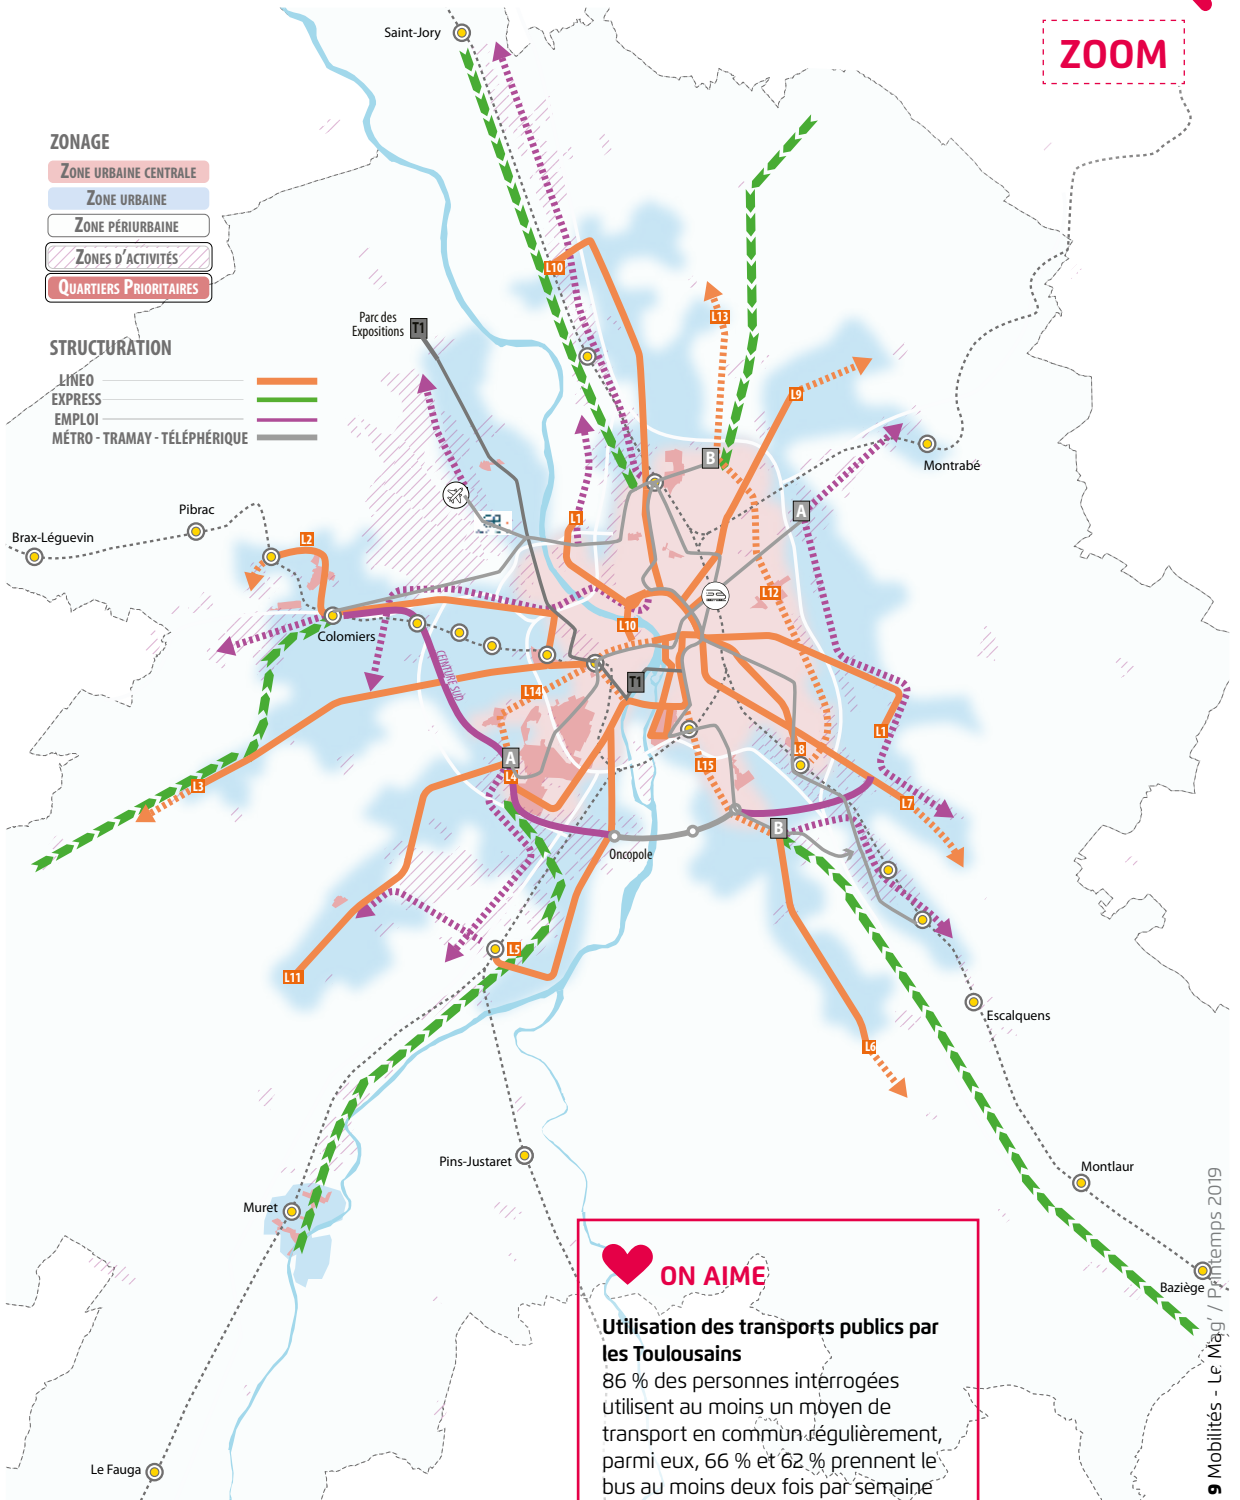 ZOOM
Saint-Jory
ZONAGE
ZONE URBAINE CENTRALE
ZONE URBAINE
ZONE PÉRIURBAINE
ZONES D'ACTIVITÉS
QUARTIERS PRIORITAIRES
STRUCTURATION
LINEO
EXPRESS
EMPLOI
MÉTRO - TRAMAY - TÉLÉPHÉRIQUE
L10
Parc des
Expositions
T1
L13
L9
Montrabé
B
A
Pibrac
Brax-Léguevin
L2
L1
L12
Colomiers
L10
CEINTURE SUD
L14
T1
L1
A
L4
L15
L8
L3
L7
B
Oncopole
L5
L11
Escalquens
L6
Pins-Justaret
Montlaur
Muret
Baziège
Le Fauga
ON AIME
Utilisation des transports publics par
les Toulousains
86 % des personnes interrogées
utilisent au moins un moyen de
transport en commun régulièrement,
parmi eux, 66 % et 62 % prennent le
bus au moins deux fois par semaine
9 Mobilités - Le Mag' / Printemps 2019